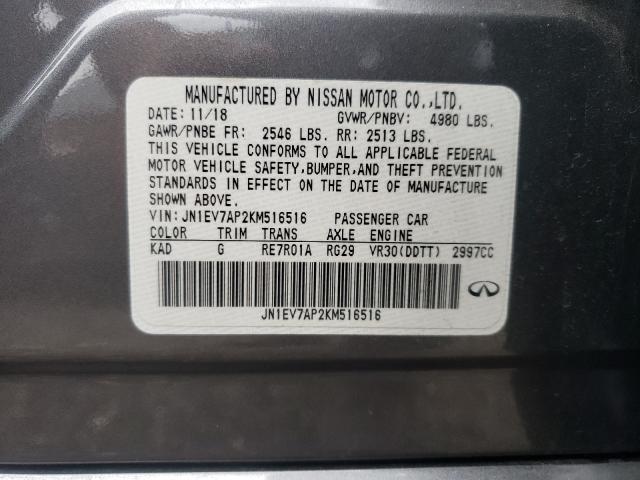 MANUFACTURED BY NISSAN MOTOR CO.,LTD.
DATE: 11/18 GVWR/PNBV: 4980 LBS.
GAWR/PNBE FR: 2546 LBS. RR: 2513 LBS.
THIS VEHICLE CONFORMS TO ALL APPLICABLE FEDERAL
MOTOR VEHICLE SAFETY,BUMPER,AND THEFT PREVENTION
STANDARDS IN EFFECT ON THE DATE OF MANUFACTURE
SHOWN ABOVE.
VIN: JN1EV7AP2KM516516 PASSENGER CAR
COLOR TRIM TRANS AXLE ENGINE
KAD G RE7R01A RG29 VR30(DDTT) 2997CC
JN1EV7AP2KM516516